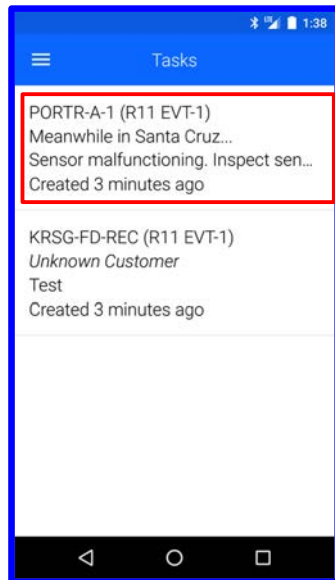 LTE 1:38
Tasks
PORTR-A-1 (R11 EVT-1)
Meanwhile in Santa Cruz...
Sensor malfunctioning. Inspect sen...
Created 3 minutes ago
KRSG-FD-REC (R11 EVT-1)
Unknown Customer
Test
Created 3 minutes ago